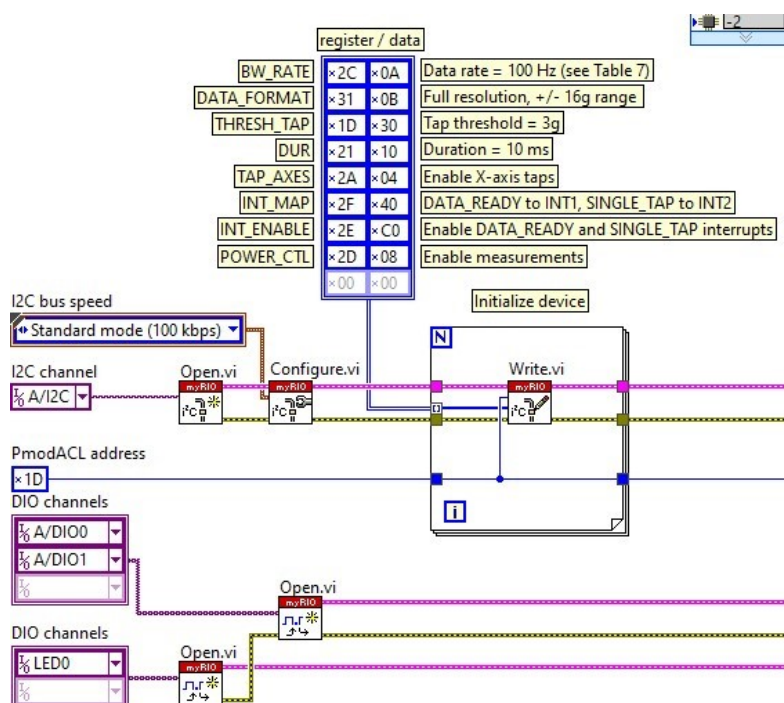 -2
register / data
BW_RATE ×2C ×0A Data rate = 100 Hz (see Table 7)
DATA_FORMAT ×31 ×0B Full resolution, +/- 16g range
THRESH_TAP ×1D ×30 Tap threshold = 3g
DUR ×21 ×10 Duration = 10 ms
TAP_AXES ×2A ×04 Enable X-axis taps
INT_MAP ×2F ×40 DATA_READY to INT1, SINGLE_TAP to INT2
INT_ENABLE ×2E ×C0 Enable DATA_READY and SINGLE_TAP interrupts
POWER_CTL ×2D ×08 Enable measurements
×00 ×00
I2C bus speed
Initialize device
Standard mode (100 kbps)
N
I2C channel
Open.vi
Configure.vi
Write.vi
I/O A/I2C
myRIO
I²C
myRIO
I²C
myRIO
I²C
PmodACL address
×1D
i
DIO channels
I/O A/DIO0
I/O A/DIO1
I/O
Open.vi
myRIO
DIO channels
Open.vi
I/O LED0
myRIO
I/O